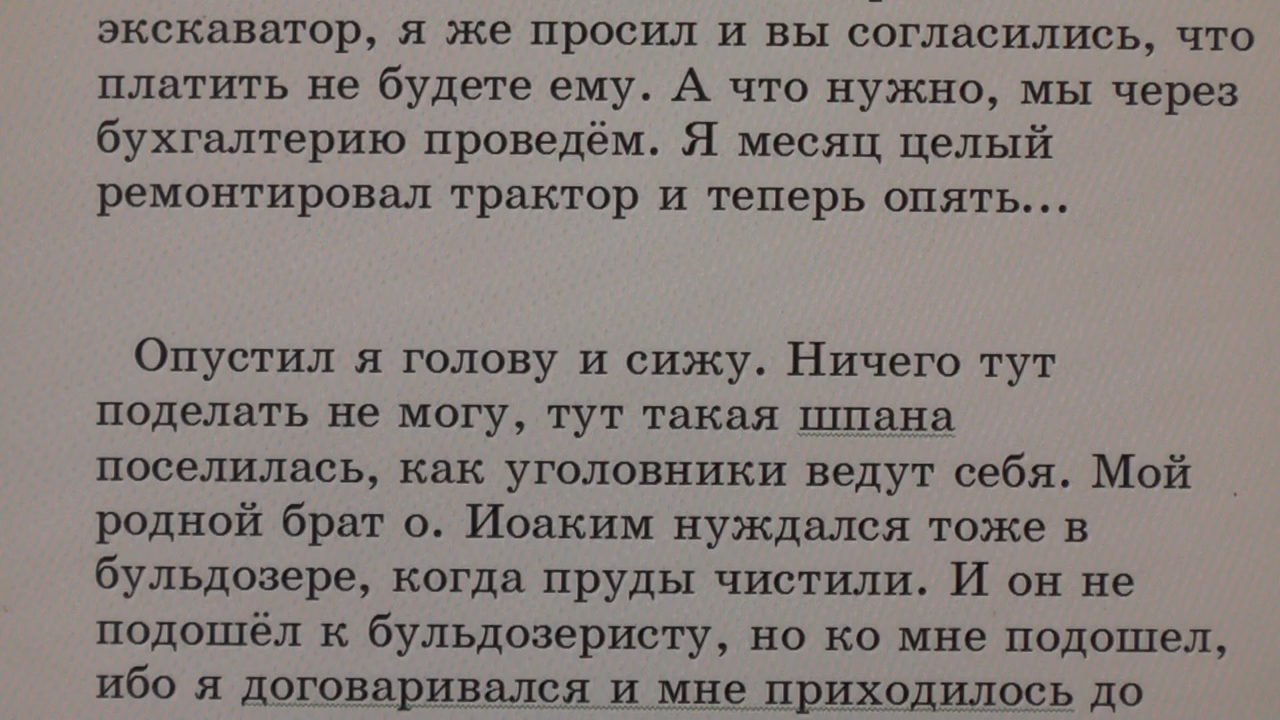 экскаватор, я же просил и вы согласились, что
платить не будете ему. А что нужно, мы через
бухгалтерию проведём. Я месяц целый
ремонтировал трактор и теперь опять...
Опустил я голову и сижу. Ничего тут
поделать не могу, тут такая шпана
поселилась, как уголовники ведут себя. Мой
родной брат о. Иоаким нуждался тоже в
бульдозере, когда пруды чистили. И он не
подошёл к бульдозеристу, но ко мне подошел,
ибо я договаривался и мне приходилось до